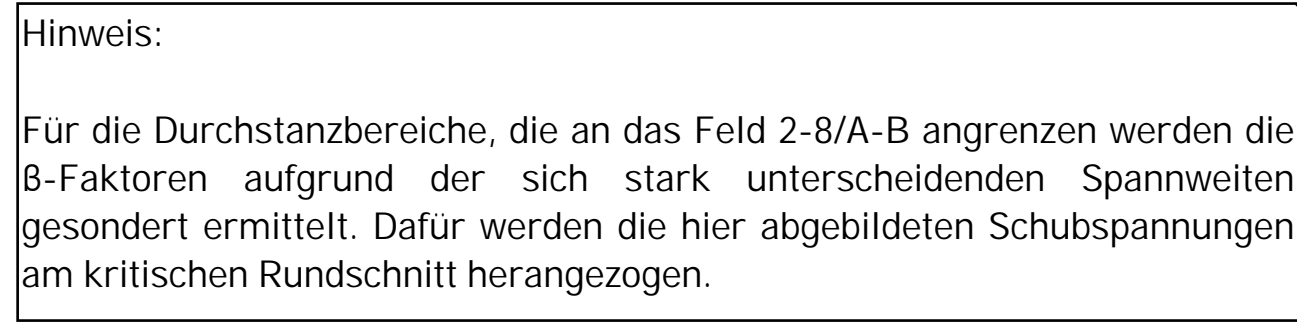 Hinweis:
Für die Durchstanzbereiche, die an das Feld 2-8/A-B angrenzen werden die
ß-Faktoren aufgrund der sich stark unterscheidenden Spannweiten
gesondert ermittelt. Dafür werden die hier abgebildeten Schubspannungen
am kritischen Rundschnitt herangezogen.